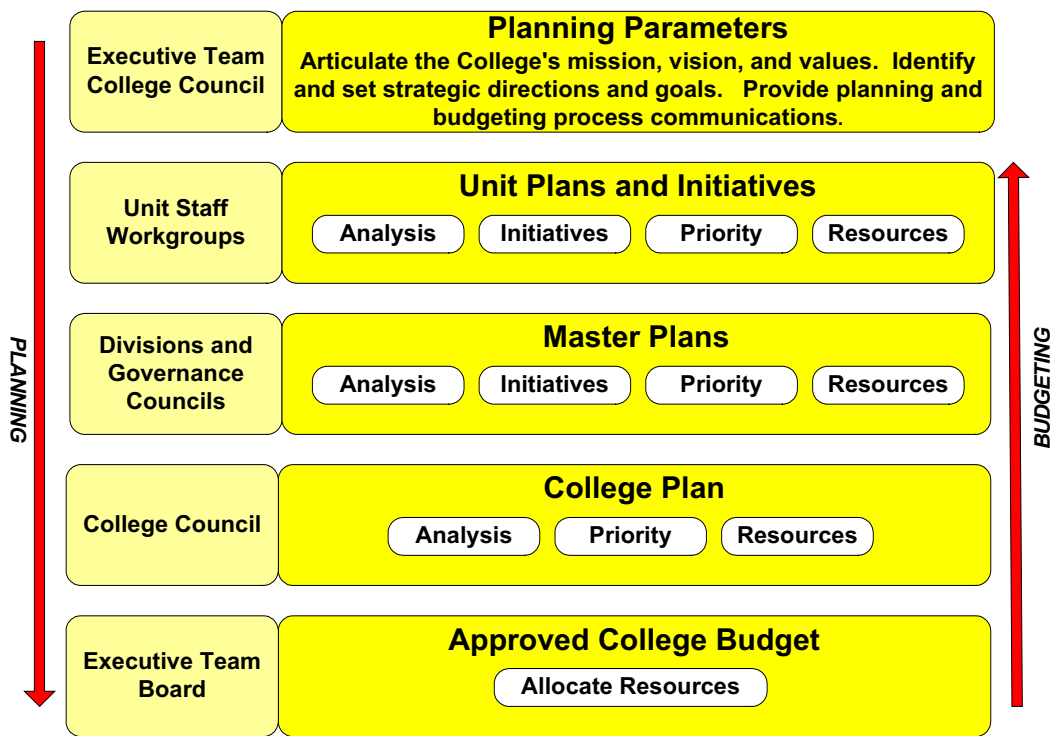 Executive Team
College Council
Planning Parameters
Articulate the College's mission, vision, and values.  Identify
and set strategic directions and goals.   Provide planning and
budgeting process communications.
Unit Staff
Workgroups
Unit Plans and Initiatives
Analysis
Initiatives
Priority
Resources
PLANNING
BUDGETING
Divisions and
Governance
Councils
Master Plans
Analysis
Initiatives
Priority
Resources
College Council
College Plan
Analysis
Priority
Resources
Executive Team
Board
Approved College Budget
Allocate Resources